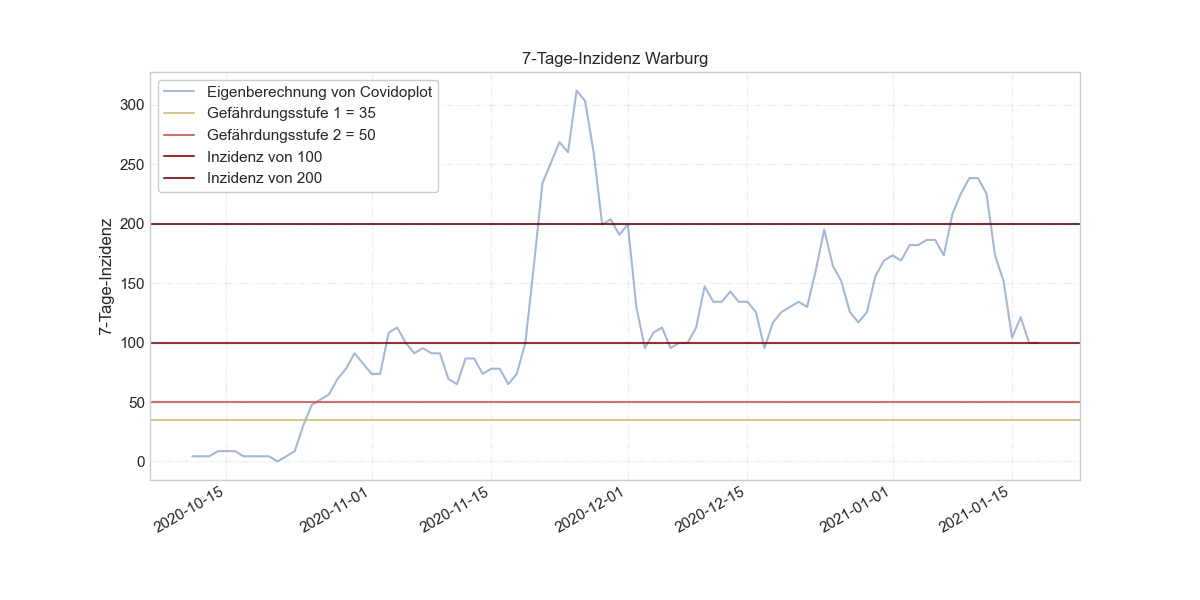 7-Tage-Inzidenz Warburg
Eigenberechnung von Covidoplot
Gefährdungsstufe 1 = 35
Gefährdungsstufe 2 = 50
Inzidenz von 100
Inzidenz von 200
7-Tage-Inzidenz
300
250
200
150
100
50
0
2020-10-15
2020-11-01
2020-11-15
2020-12-01
2020-12-15
2021-01-01
2021-01-15